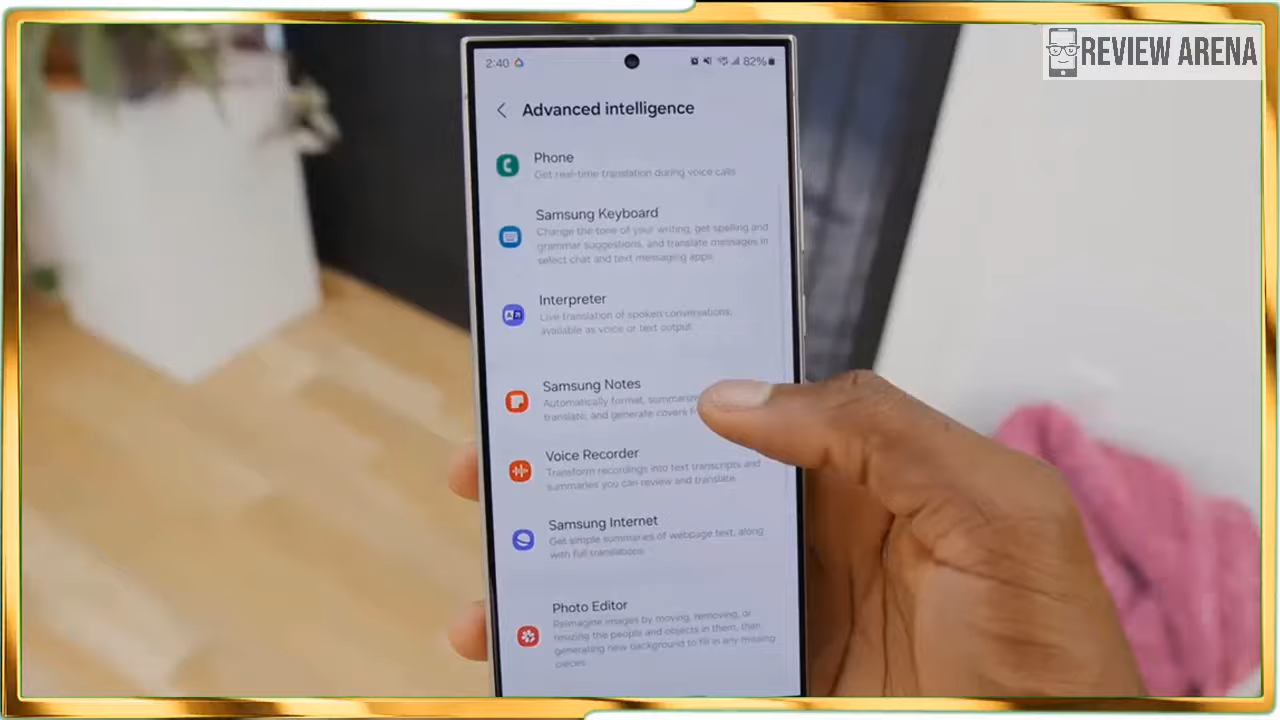 REVIEW ARENA
2:40
82%
Advanced intelligence
Phone
Get real-time translation during voice calls
Samsung Keyboard
Change the tone of your writing, get spelling and
grammar suggestions, and translate messages in
select chat and text messaging apps.
Interpreter
Live translation of spoken conversations,
available as voice or text output.
Samsung Notes
Automatically format, summarize
translate, and generate covers
Voice Recorder
Transform recordings into text transcripts and
summaries you can review and translate.
Samsung Internet
Get simple summaries of webpage text, along
with full translations.
Photo Editor
Reimagine images by moving, removing, or
resizing the people and objects in them, then
generating new background to fill in any missing
pieces.